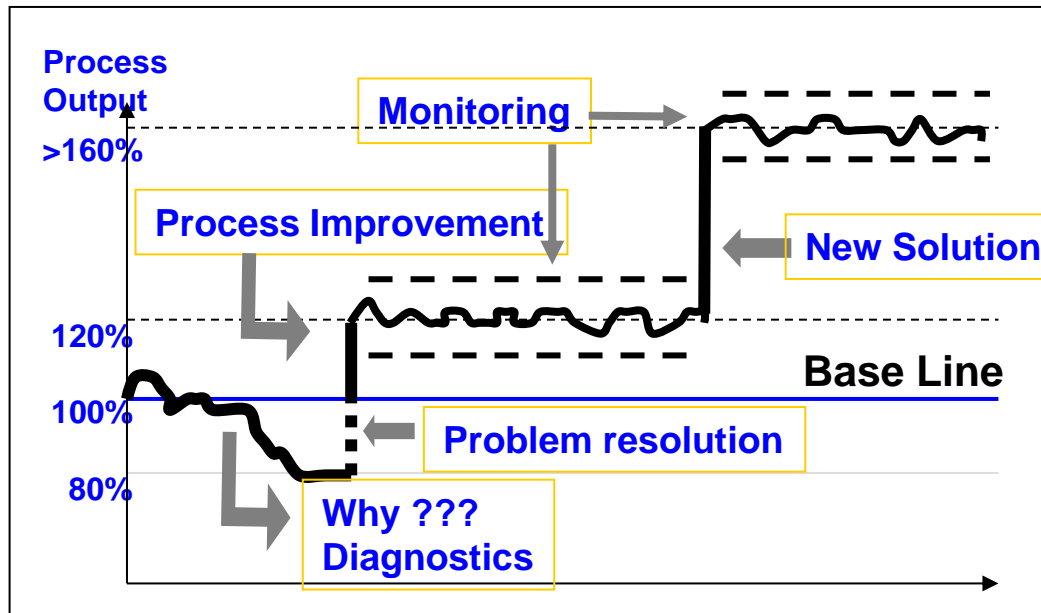 Process
Output
>160%
Monitoring
Process Improvement
New Solution
120%
Base Line
100%
Problem resolution
80%
Why ???
Diagnostics